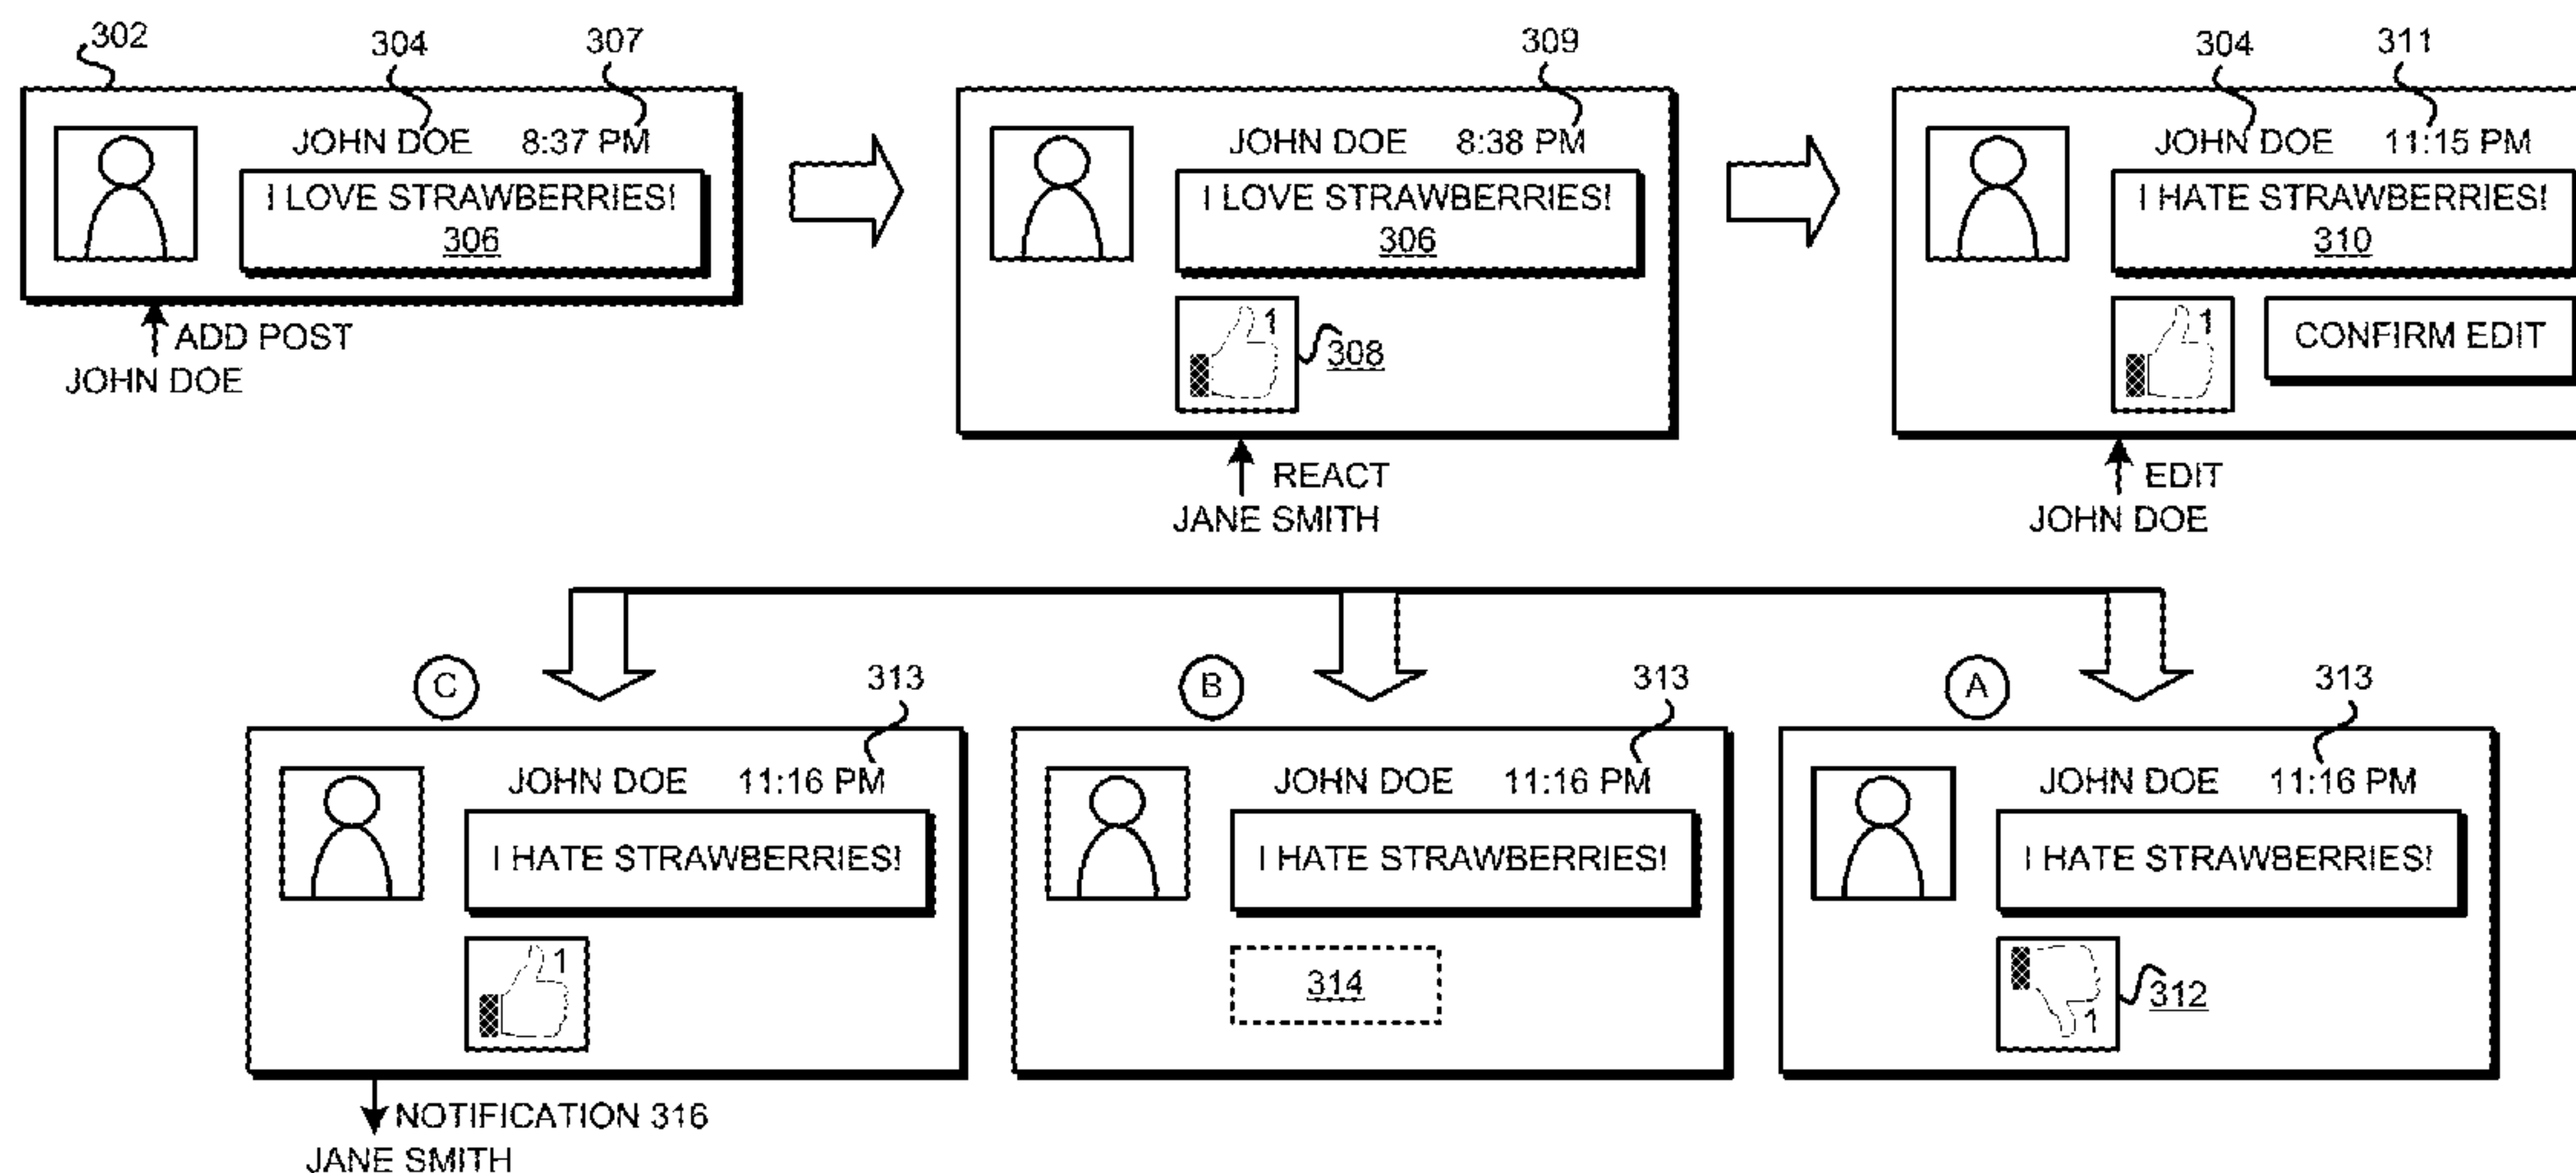 302
304
307
JOHN DOE 8:37 PM
I LOVE STRAWBERRIES!
306
ADD POST
JOHN DOE
309
JOHN DOE 8:38 PM
I LOVE STRAWBERRIES!
306
1
308
REACT
JANE SMITH
304
311
JOHN DOE 11:15 PM
I HATE STRAWBERRIES!
310
1
CONFIRM EDIT
EDIT
JOHN DOE
C
313
JOHN DOE 11:16 PM
I HATE STRAWBERRIES!
1
NOTIFICATION 316
JANE SMITH
B
313
JOHN DOE 11:16 PM
I HATE STRAWBERRIES!
314
A
313
JOHN DOE 11:16 PM
I HATE STRAWBERRIES!
1
312